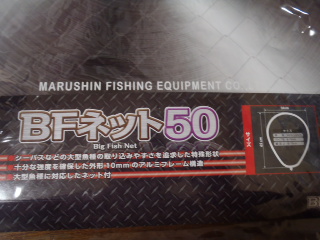 MARUSHIN FISHING EQUIPMENT CO.
BFネット50
Big Fish Net
シーバスなどの大型魚種の取り込みやすさを追求した特殊形状
十分な強度を確保した外形10mmのアルミフレーム構造
大型魚種に対応したネット付